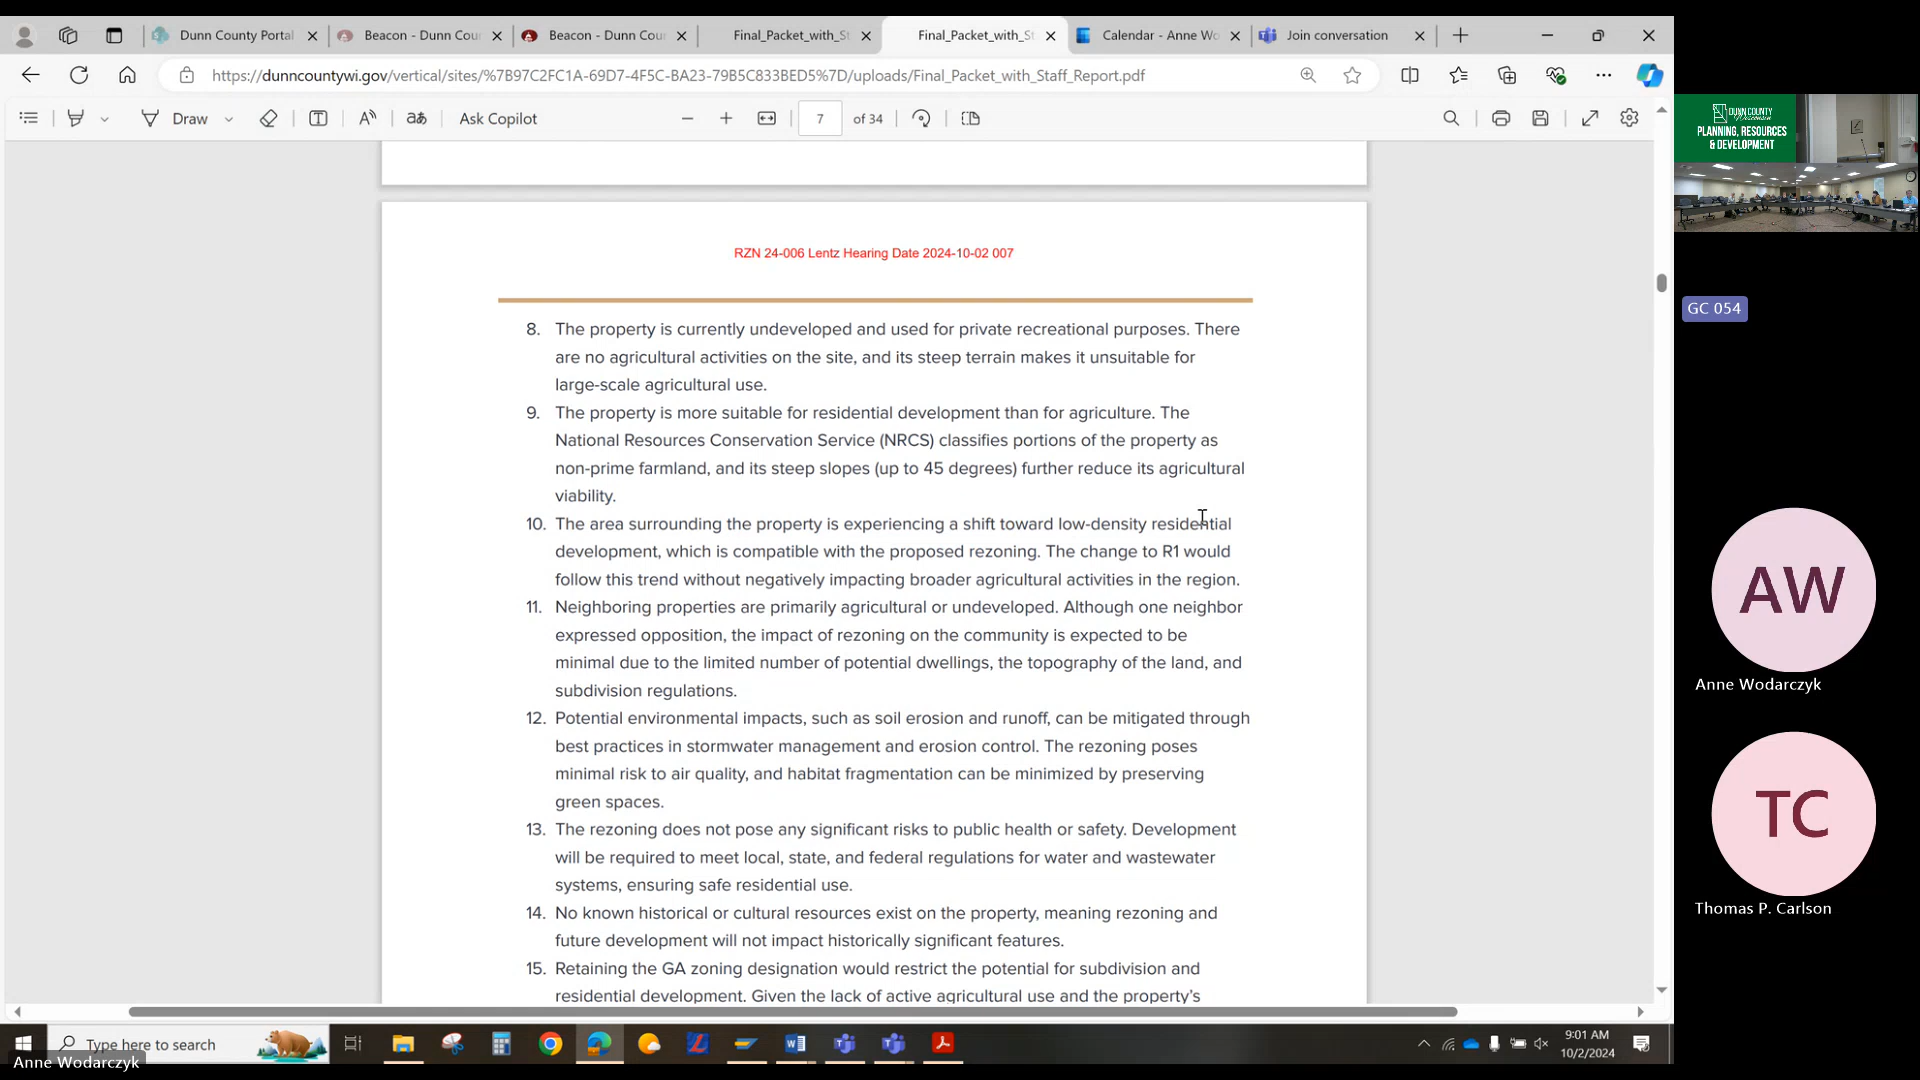 Dunn County Portal
Beacon - Dunn Cou
Beacon - Dunn Cou
Final_Packet_with_St
Final_Packet_with_St
Calendar - Anne Wo
Join conversation
https://dunncountywi.gov/vertical/sites/%7B97C2FC1A-69D7-4F5C-BA23-79B5C833BED5%7D/uploads/Final_Packet_with_Staff_Report.pdf
Draw
Ask Copilot
7 of 34
RZN 24-006 Lentz Hearing Date 2024-10-02 007
8. The property is currently undeveloped and used for private recreational purposes. There
are no agricultural activities on the site, and its steep terrain makes it unsuitable for
large-scale agricultural use.
9. The property is more suitable for residential development than for agriculture. The
National Resources Conservation Service (NRCS) classifies portions of the property as
non-prime farmland, and its steep slopes (up to 45 degrees) further reduce its agricultural
viability.
10. The area surrounding the property is experiencing a shift toward low-density residential
development, which is compatible with the proposed rezoning. The change to R1 would
follow this trend without negatively impacting broader agricultural activities in the region.
11. Neighboring properties are primarily agricultural or undeveloped. Although one neighbor
expressed opposition, the impact of rezoning on the community is expected to be
minimal due to the limited number of potential dwellings, the topography of the land, and
subdivision regulations.
12. Potential environmental impacts, such as soil erosion and runoff, can be mitigated through
best practices in stormwater management and erosion control. The rezoning poses
minimal risk to air quality, and habitat fragmentation can be minimized by preserving
green spaces.
13. The rezoning does not pose any significant risks to public health or safety. Development
will be required to meet local, state, and federal regulations for water and wastewater
systems, ensuring safe residential use.
14. No known historical or cultural resources exist on the property, meaning rezoning and
future development will not impact historically significant features.
15. Retaining the GA zoning designation would restrict the potential for subdivision and
residential development. Given the lack of active agricultural use and the property's
DUNN COUNTY
Wisconsin
PLANNING, RESOURCES
& DEVELOPMENT
GC 054
AW
Anne Wodarczyk
TC
Thomas P. Carlson
Type here to search
9:01 AM
10/2/2024
Anne Wodarczyk